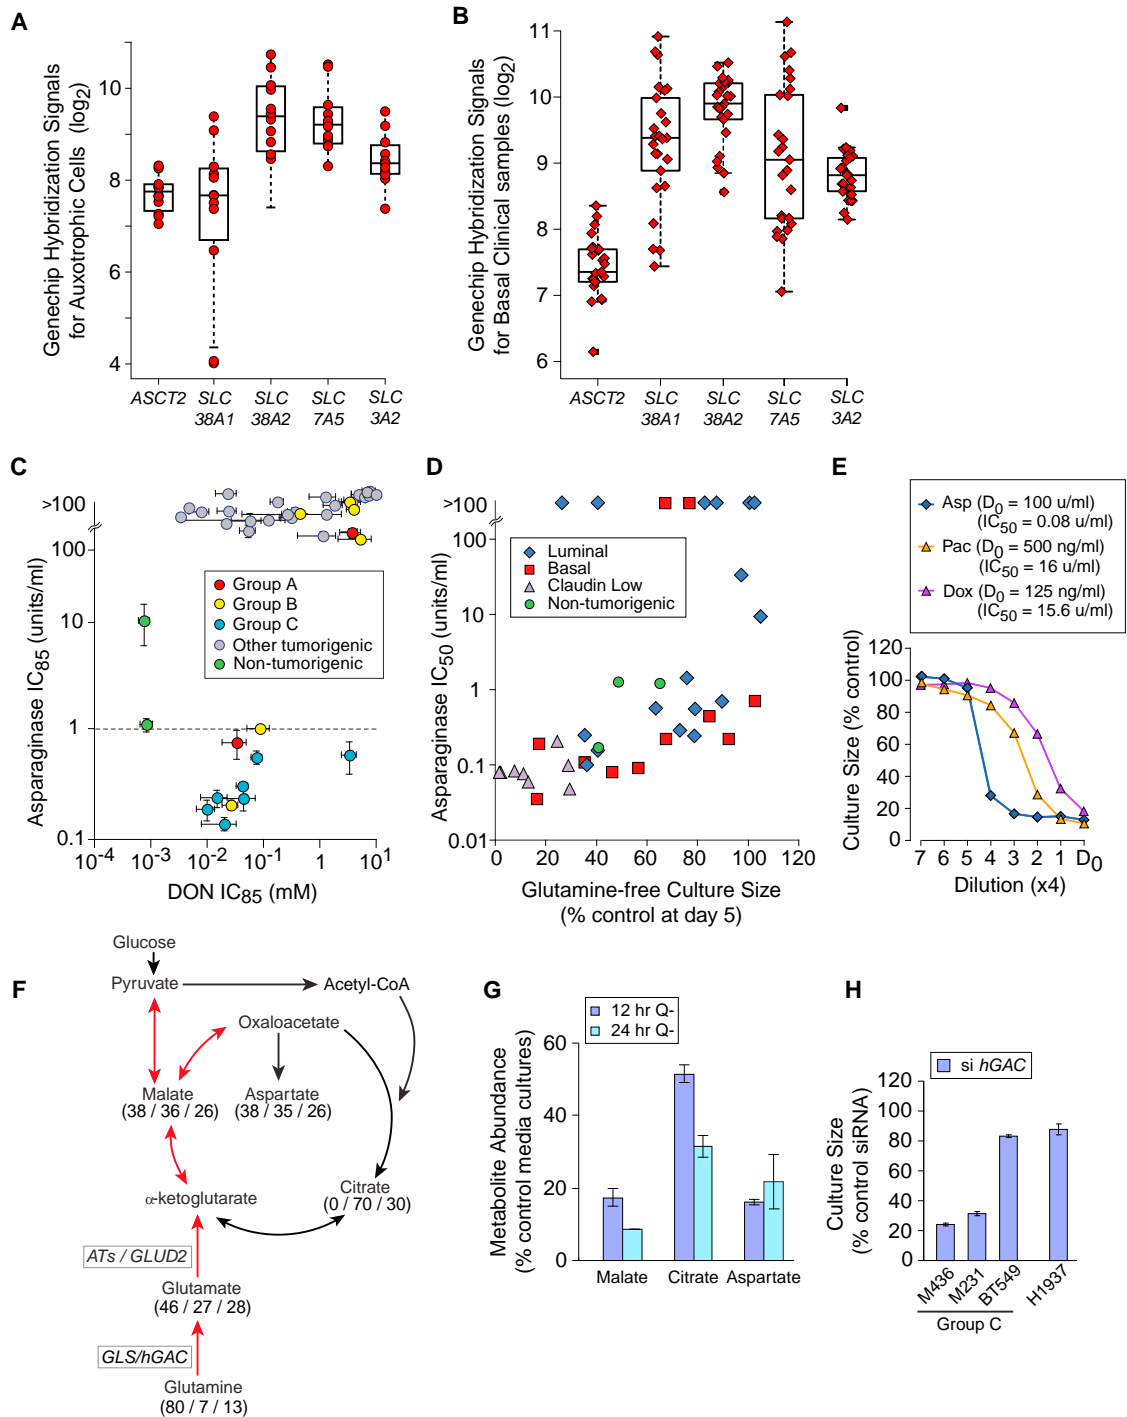 A
Genechip Hybridization Signals
for Auxotrophic Cells (log2)
10
8
6
4
ASCT2
SLC
38A1
SLC
38A2
SLC
7A5
SLC
3A2
B
Genechip Hybridization Signals
for Basal Clinical samples (log2)
11
10
9
8
7
6
ASCT2
SLC
38A1
SLC
38A2
SLC
7A5
SLC
3A2
C
Asparaginase IC85 (units/ml)
>100
100
10
1
0.1
Group A
Group B
Group C
Other tumorigenic
Non-tumorigenic
10-4
10-3
10-2
10-1
1
101
DON IC85 (mM)
D
Asparaginase IC50 (units/ml)
>100
100
10
1
0.1
0.01
Luminal
Basal
Claudin Low
Non-tumorigenic
0
20
40
60
80
100
120
Glutamine-free Culture Size
(% control at day 5)
E
Asp (D0 = 100 u/ml)
(IC50 = 0.08 u/ml)
Pac (D0 = 500 ng/ml)
(IC50 = 16 u/ml)
Dox (D0 = 125 ng/ml)
(IC50 = 15.6 u/ml)
Culture Size (% control)
120
100
80
60
40
20
0
7 6 5 4 3 2 1 D0
Dilution (x4)
F
Glucose
Pyruvate
Acetyl-CoA
Oxaloacetate
Malate
(38 / 36 / 26)
Aspartate
(38 / 35 / 26)
α-ketoglutarate
Citrate
(0 / 70 / 30)
ATs / GLUD2
Glutamate
(46 / 27 / 28)
GLS/hGAC
Glutamine
(80 / 7 / 13)
G
12 hr Q-
24 hr Q-
Metabolite Abundance
(% control media cultures)
60
40
20
0
Malate Citrate Aspartate
H
si hGAC
Culture Size
(% control siRNA)
120
100
80
60
40
20
0
M436
M231
BT549
H1937
Group C